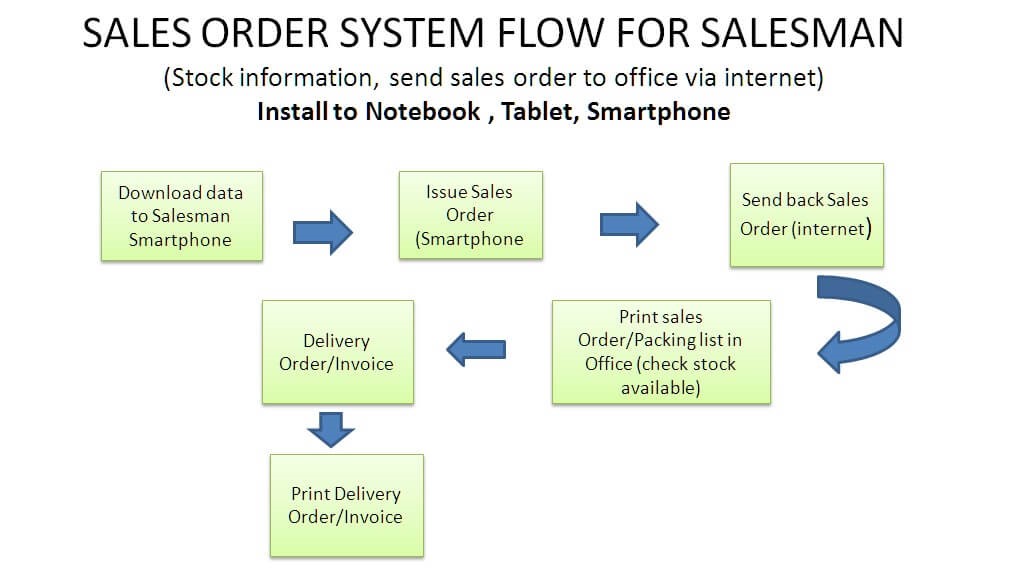 SALES ORDER SYSTEM FLOW FOR SALESMAN
(Stock information, send sales order to office via internet)
Install to Notebook , Tablet, Smartphone
Download data
to Salesman
Smartphone
Issue Sales
Order
(Smartphone
Send back Sales
Order (internet)
Print sales
Order/Packing list in
Office (check stock
available)
Delivery
Order/Invoice
Print Delivery
Order/Invoice